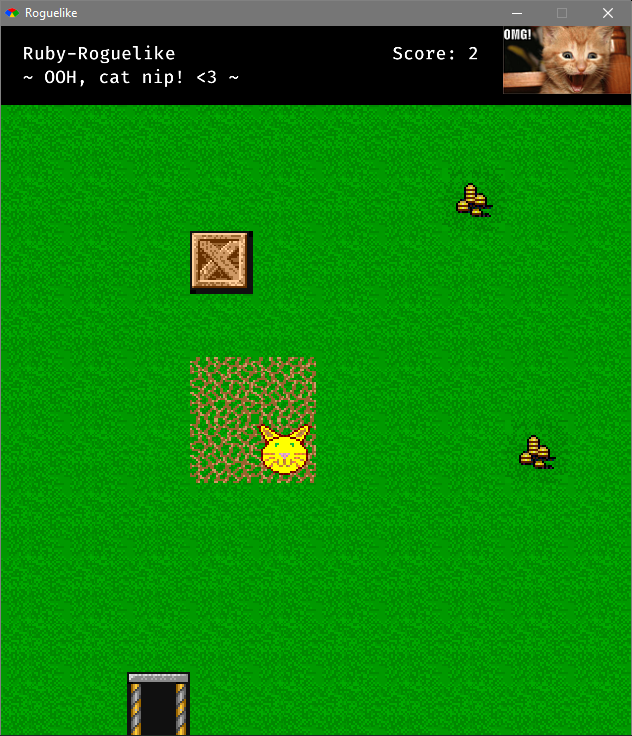 Roguelike
Ruby-Roguelike
Score: 2
OMG!
~ OOH, cat nip! <3 ~